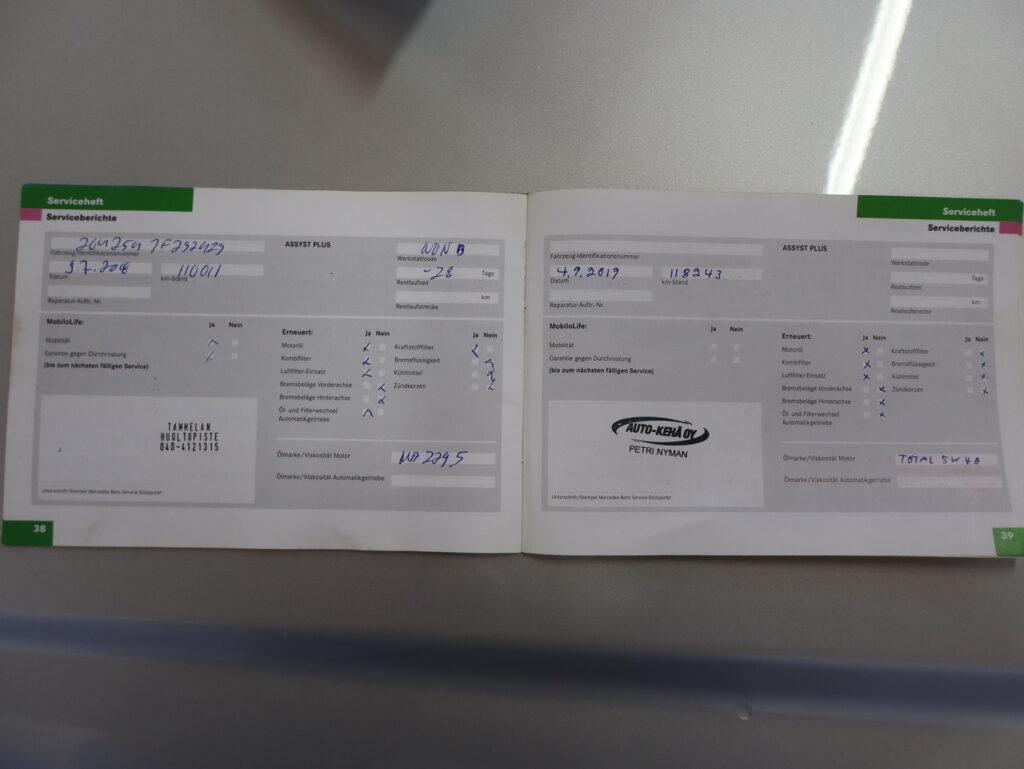 Serviceheft
Serviceberichte
ASSYST PLUS
Fahrzeug-Identifikationsnummer
Werkstattcode
110011
Datum
km-Stand
-28 Tage
Restlaufzeit
km
Reparatur-Auftr.-Nr.
Restlaufstrecke
MobiloLife:
Ja Nein
Mobilität
Garantie gegen Durchrostung
(bis zum nächsten fälligen Service)
Erneuert:
Ja Nein
Motoröl
Kombifilter
Luftfilter-Einsatz
Bremsbeläge Vorderachse
Bremsbeläge Hinterachse
Öl- und Filterwechsel
Automatikgetriebe
Ja Nein
Kraftstofffilter
Bremsflüssigkeit
Kühlmittel
Zündkerzen
TAMMELAN
HUOLTOPISTE
040-4121315
Unterschrift/Stempel Mercedes-Benz Service-Stützpunkt
Ölmarke/Viskosität Motor
229.5
Ölmarke/Viskosität Automatikgetriebe
38
Serviceheft
Serviceberichte
ASSYST PLUS
Fahrzeug-Identifikationsnummer
Werkstattcode
4.9.2019 118243
Datum
km-Stand
Tage
Restlaufzeit
km
Reparatur-Auftr.-Nr.
Restlaufstrecke
MobiloLife:
Ja Nein
Mobilität
Garantie gegen Durchrostung
(bis zum nächsten fälligen Service)
Erneuert:
Ja Nein
Motoröl
Kombifilter
Luftfilter-Einsatz
Bremsbeläge Vorderachse
Bremsbeläge Hinterachse
Öl- und Filterwechsel
Automatikgetriebe
Ja Nein
Kraftstofffilter
Bremsflüssigkeit
Kühlmittel
Zündkerzen
AUTO-KEHÄ OY
PETRI NYMAN
Unterschrift/Stempel Mercedes-Benz Service-Stützpunkt
Ölmarke/Viskosität Motor
TOTAL 5W40
Ölmarke/Viskosität Automatikgetriebe
39